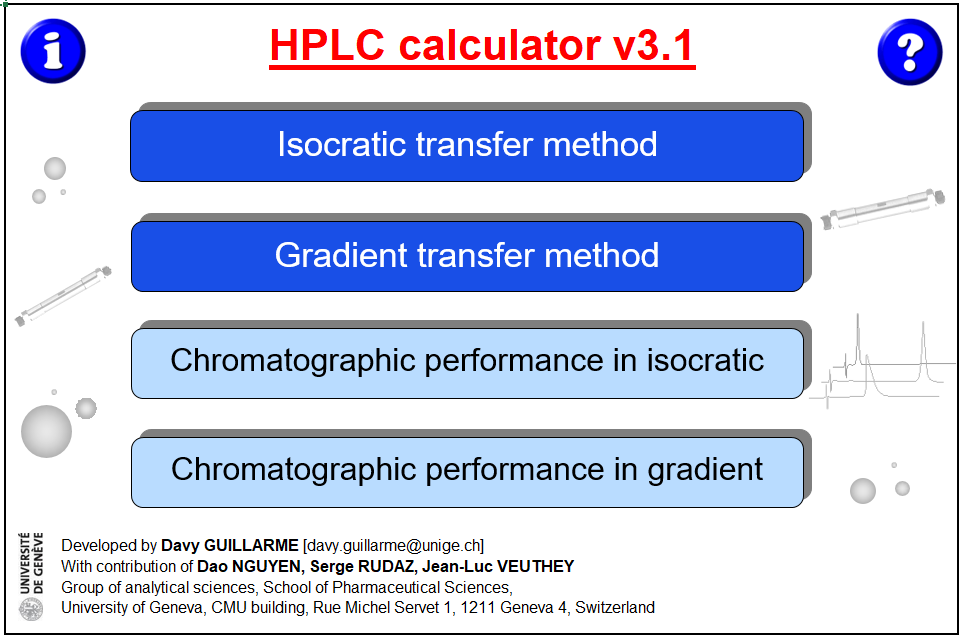 i
HPLC calculator v3.1
?
Isocratic transfer method
Gradient transfer method
Chromatographic performance in isocratic
Chromatographic performance in gradient
UNIVERSITÉ
DE GENÈVE
Developed by Davy GUILLARME [davy.guillarme@unige.ch]
With contribution of Dao NGUYEN, Serge RUDAZ, Jean-Luc VEUTHEY
Group of analytical sciences, School of Pharmaceutical Sciences,
University of Geneva, CMU building, Rue Michel Servet 1, 1211 Geneva 4, Switzerland